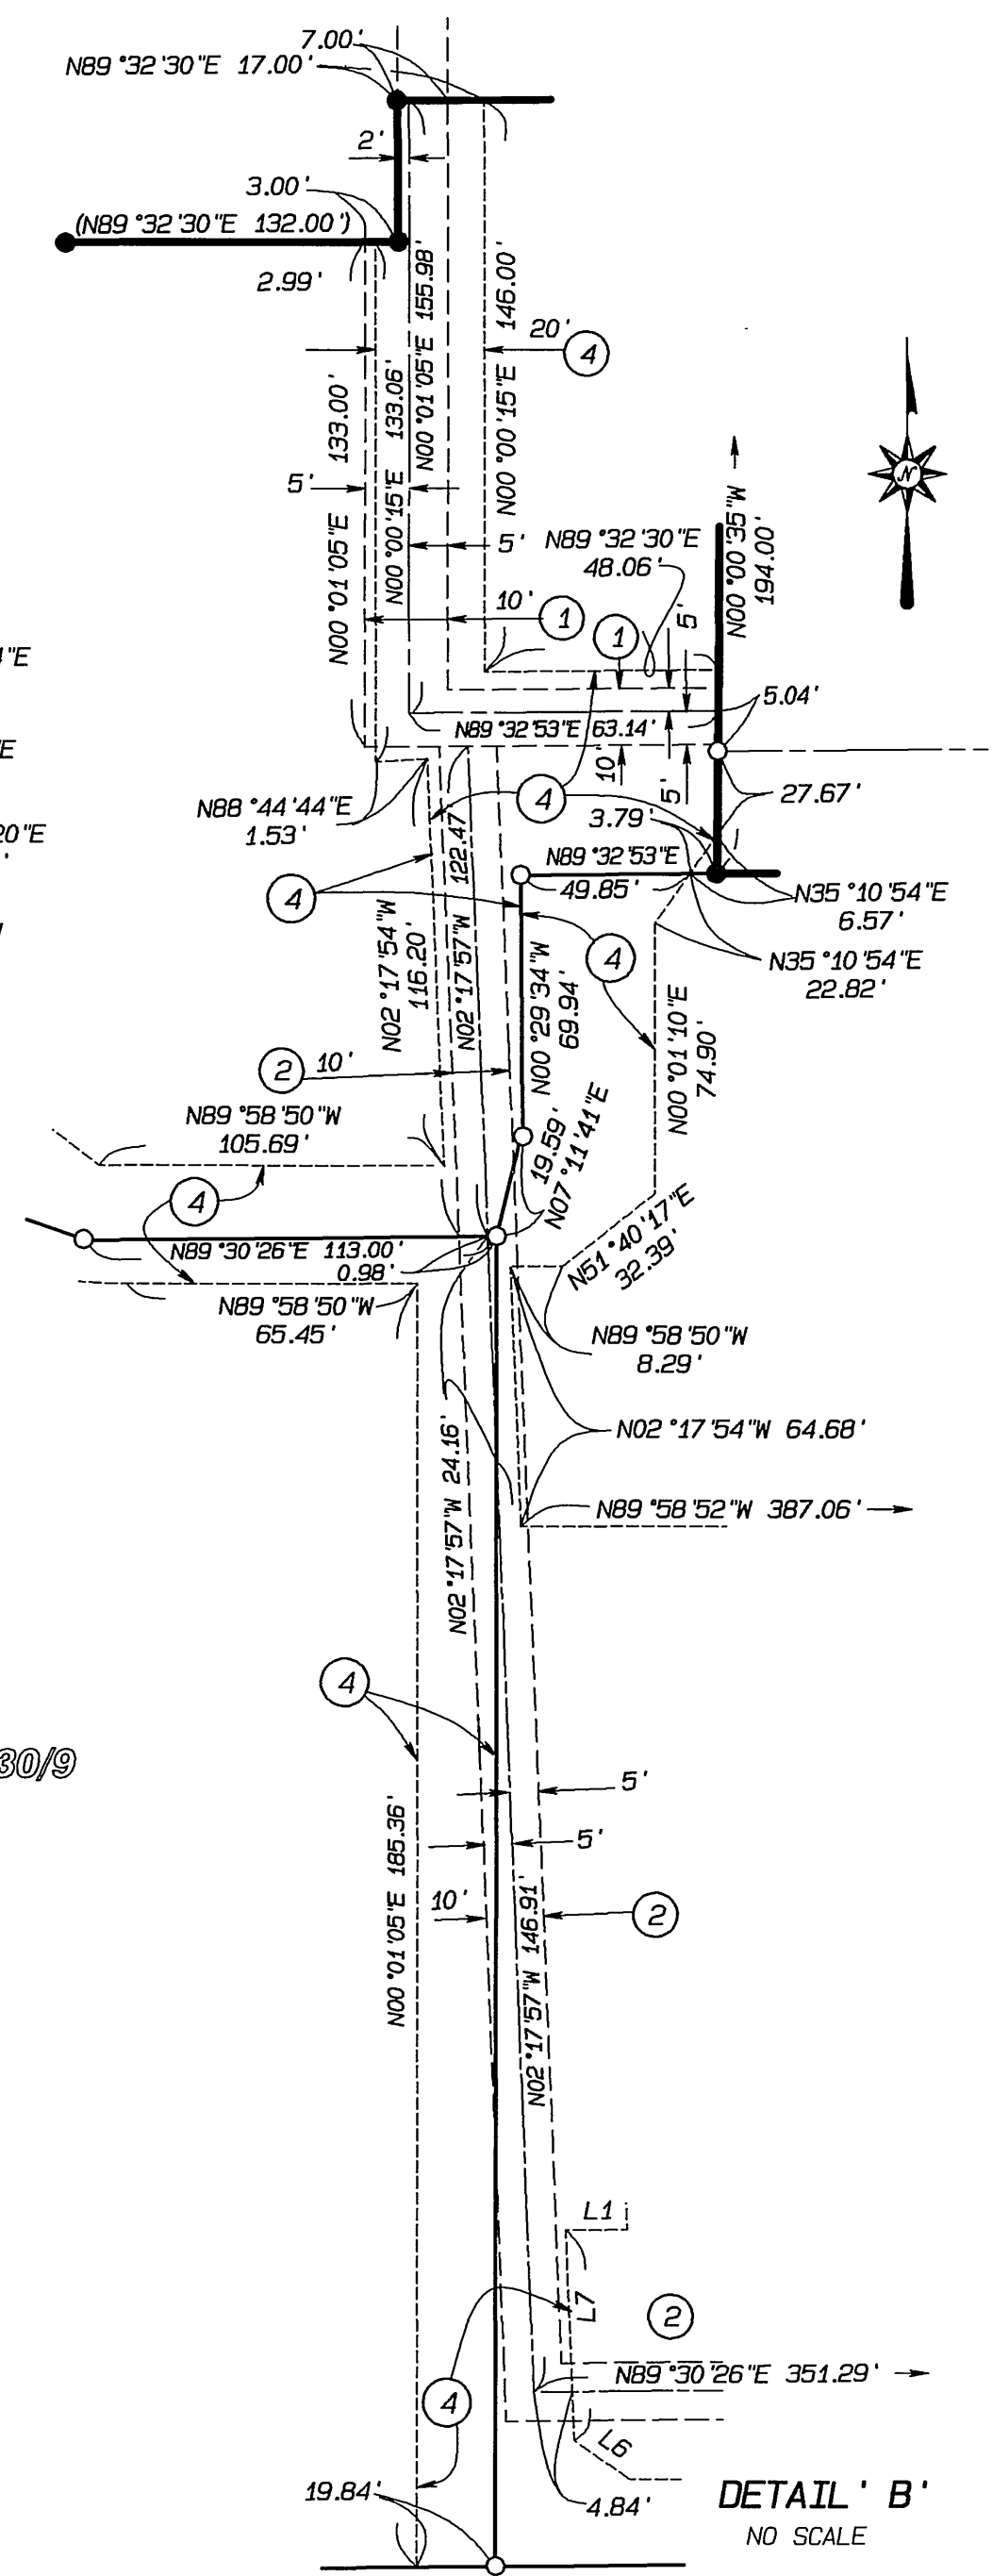 7.00'
N89°32'30"E 17.00'
2'
3.00'
(N89°32'30"E 132.00')
2.99'
N00°01'05"E 155.98'
146.00'
N00°00'15"E
20'
4
133.00'
N00°01'05"E
N00°00'15"E 133.06'
5'
5'
N89°32'30"E
48.06'
N
N00°00'35"W
194.00'
10'
1
1
5'
"E
5.04'
N89°32'53"E 63.14'
"E
10'
5'
27.67'
4
N88°44'44"E
1.53'
3.79'
20"E
'
N89°32'53"E
49.85'
N35°10'54"E
6.57'
4
122.47'
N02°17'57"W
N02°17'54"W
116.20'
4
N35°10'54"E
22.82'
N00°29'34"W
69.94'
N00°01'10"E
74.90'
2
10'
N89°58'50"W
105.69'
19.59'
N07°11'41"E
4
N89°30'26"E 113.00'
0.98'
N51°40'17"E
32.39'
N89°58'50"W
65.45'
N89°58'50"W
8.29'
N02°17'54"W 64.68'
N02°17'57"W 24.16'
N89°58'52"W 387.06'
4
30/9
5'
N00°01'05"E 185.36'
5'
10'
2
N02°17'57"W 146.91'
L1
L7
2
N89°30'26"E 351.29'
4
L6
19.84'
4.84'
DETAIL 'B'
NO SCALE